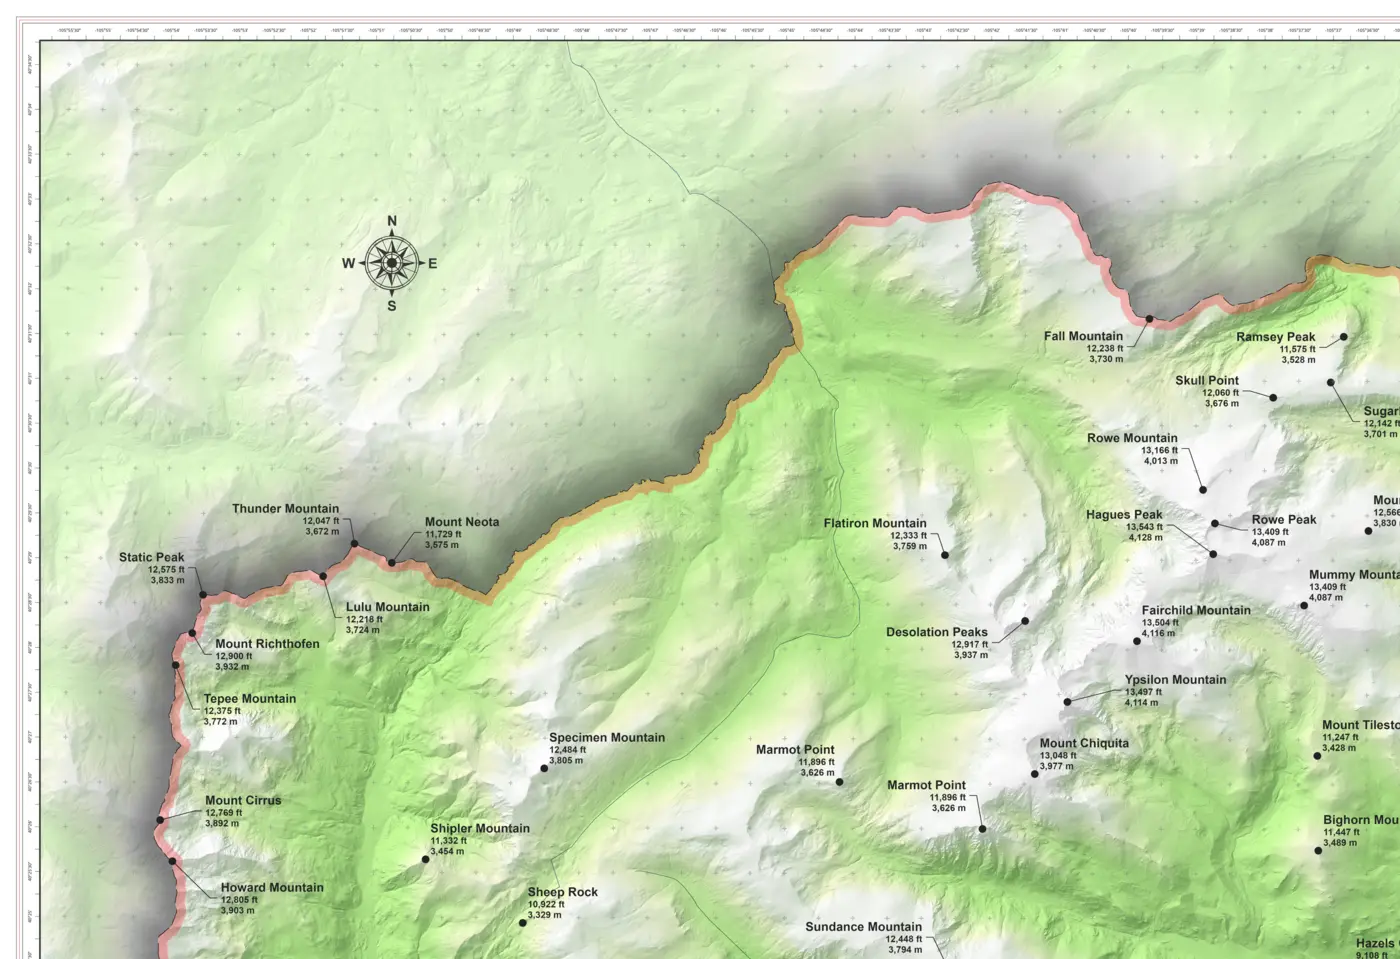 N
W
E
S
Fall Mountain
12,238 ft
3,730 m
Ramsey Peak
11,575 ft
3,528 m
Skull Point
12,060 ft
3,676 m
Sugar
12,142 ft
3,701 m
Rowe Mountain
13,166 ft
4,013 m
Hagues Peak
13,543 ft
4,128 m
Rowe Peak
13,409 ft
4,087 m
Mou
12,566
3,830
Thunder Mountain
12,047 ft
3,672 m
Mount Neota
11,729 ft
3,575 m
Flatiron Mountain
12,333 ft
3,759 m
Static Peak
12,575 ft
3,833 m
Mummy Mounta
13,409 ft
4,087 m
Lulu Mountain
12,218 ft
3,724 m
Fairchild Mountain
13,504 ft
4,116 m
Desolation Peaks
12,917 ft
3,937 m
Mount Richthofen
12,900 ft
3,932 m
Ypsilon Mountain
13,497 ft
4,114 m
Tepee Mountain
12,375 ft
3,772 m
Mount Tilesto
11,247 ft
3,428 m
Specimen Mountain
12,484 ft
3,805 m
Marmot Point
11,896 ft
3,626 m
Mount Chiquita
13,048 ft
3,977 m
Marmot Point
11,896 ft
3,626 m
Mount Cirrus
12,769 ft
3,892 m
Shipler Mountain
11,332 ft
3,454 m
Bighorn Mou
11,447 ft
3,489 m
Howard Mountain
12,805 ft
3,903 m
Sheep Rock
10,922 ft
3,329 m
Sundance Mountain
12,448 ft
3,794 m
Hazels
9,108 ft